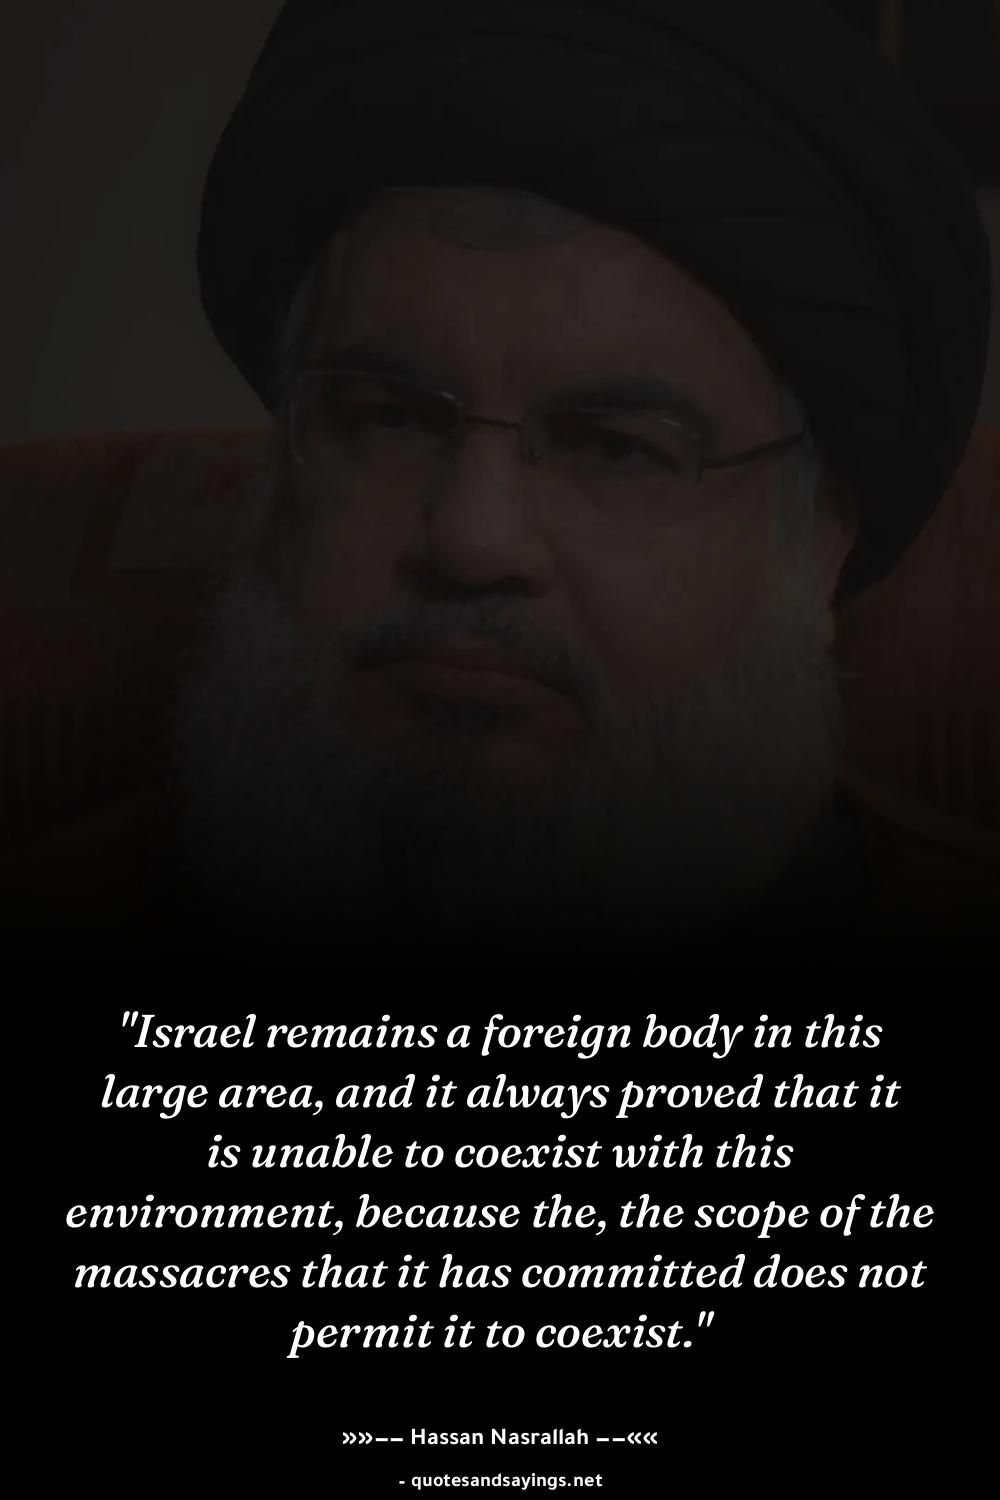 "Israel remains a foreign body in this
large area, and it always proved that it
is unable to coexist with this
environment, because the, the scope of the
massacres that it has committed does not
permit it to coexist."
»»—— Hassan Nasrallah ——««
- quotesandsayings.net